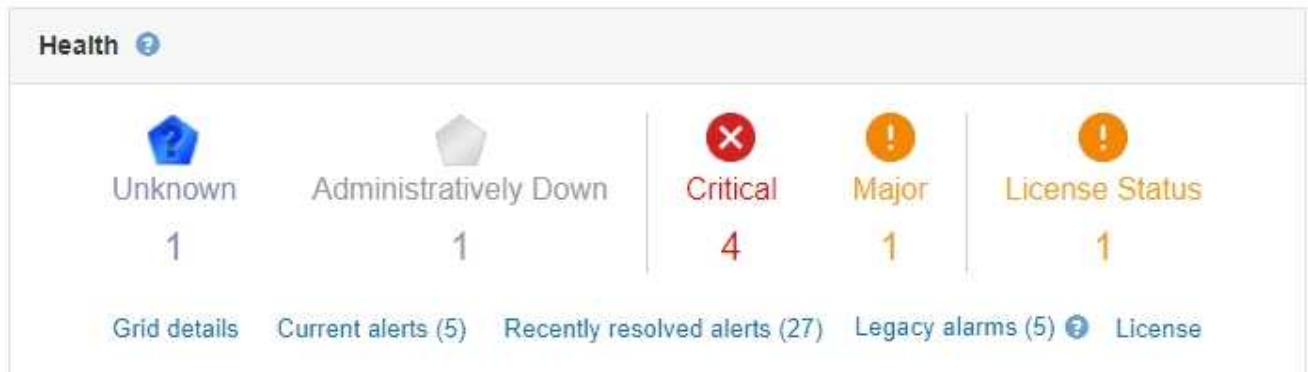 Health ?
Unknown Administratively Down Critical Major License Status
1 1 4 1 1
Grid details Current alerts (5) Recently resolved alerts (27) Legacy alarms (5) ? License